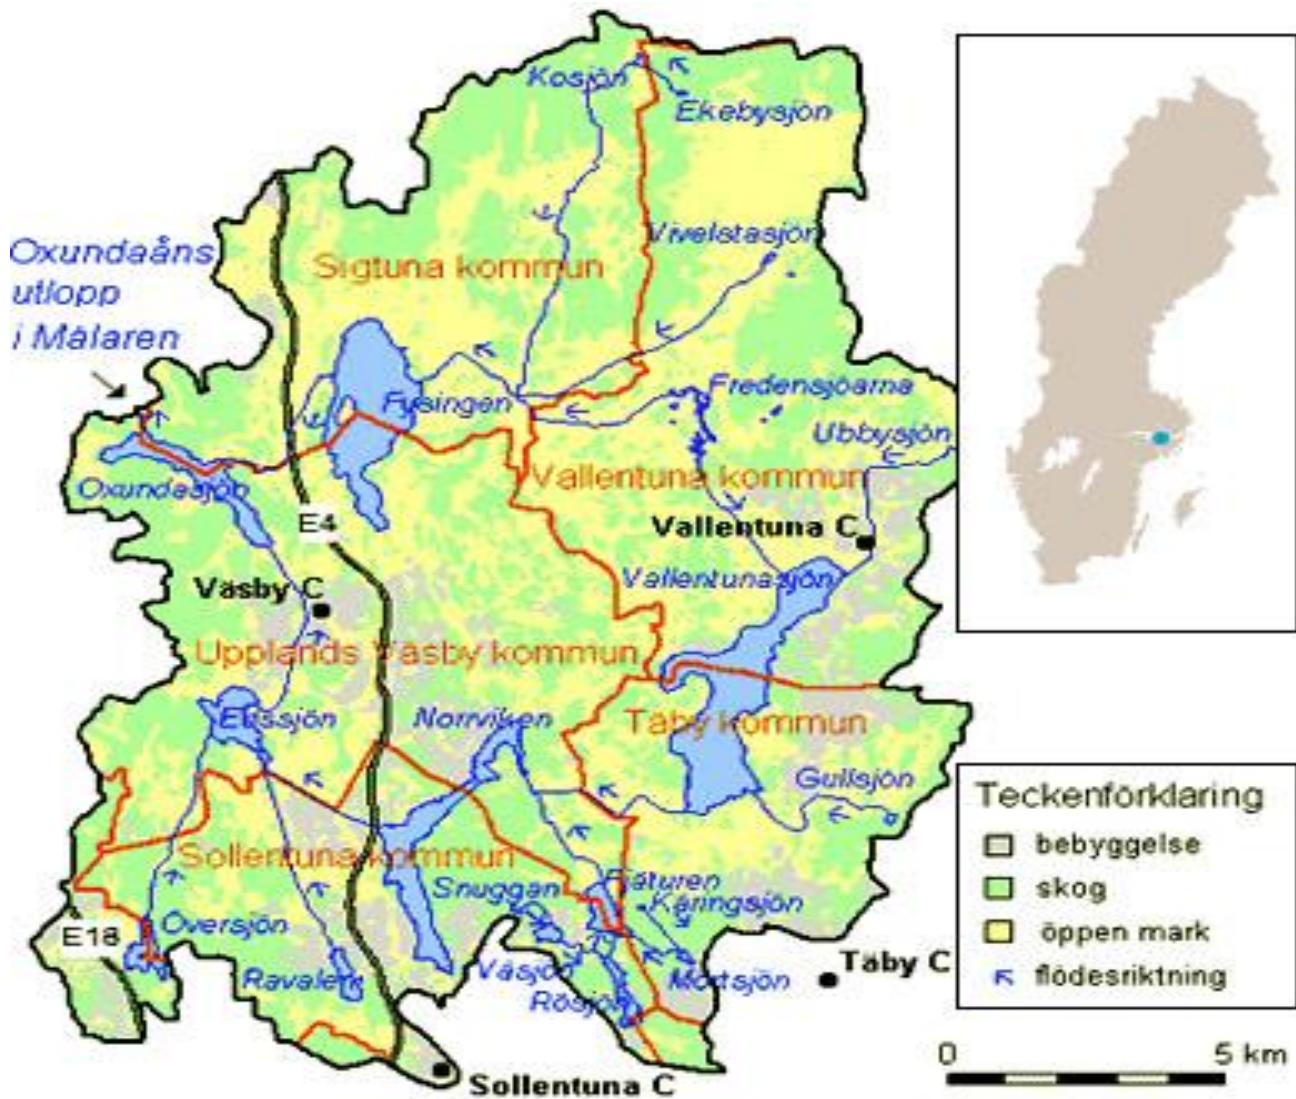 Kosjön
Ekebysjön
Vivelstasjön
Oxundaåns
utlopp
i Mälaren
Sigtuna kommun
Fysingen
Fredensjöarna
Ubbysjön
Vallentuna kommun
Oxundasjön
E4
Vallentuna C
Vallentunasjön
Väsby C
Upplands Väsby kommun
Edssjön
Norrviken
Täby kommun
Gullsjön
Sollentuna kommun
Snuggan
Fjäturen
Käringsjön
Översjön
E18
Ravalen
Väsjön
Rösjön
Mörtsjön
Täby C
Sollentuna C
Teckenförklaring
bebyggelse
skog
öppen mark
flödesriktning
0 5 km